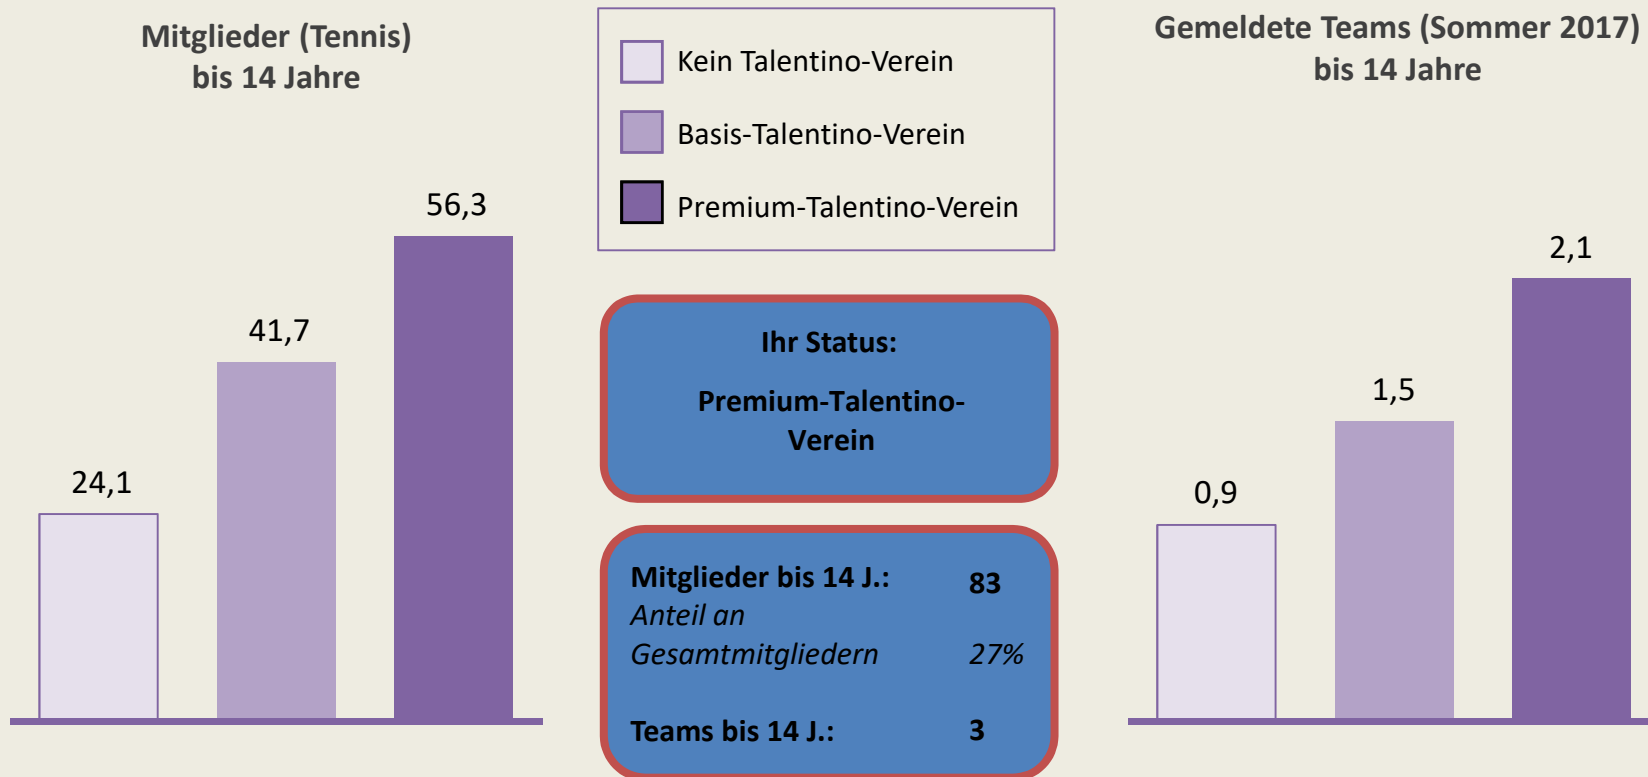 Mitglieder (Tennis)
bis 14 Jahre
56,3
41,7
24,1
Kein Talentino-Verein
Basis-Talentino-Verein
Premium-Talentino-Verein
Ihr Status:
Premium-Talentino-
Verein
Mitglieder bis 14 J.: 83
Anteil an
Gesamtmitgliedern 27%
Teams bis 14 J.: 3
Gemeldete Teams (Sommer 2017)
bis 14 Jahre
2,1
1,5
0,9